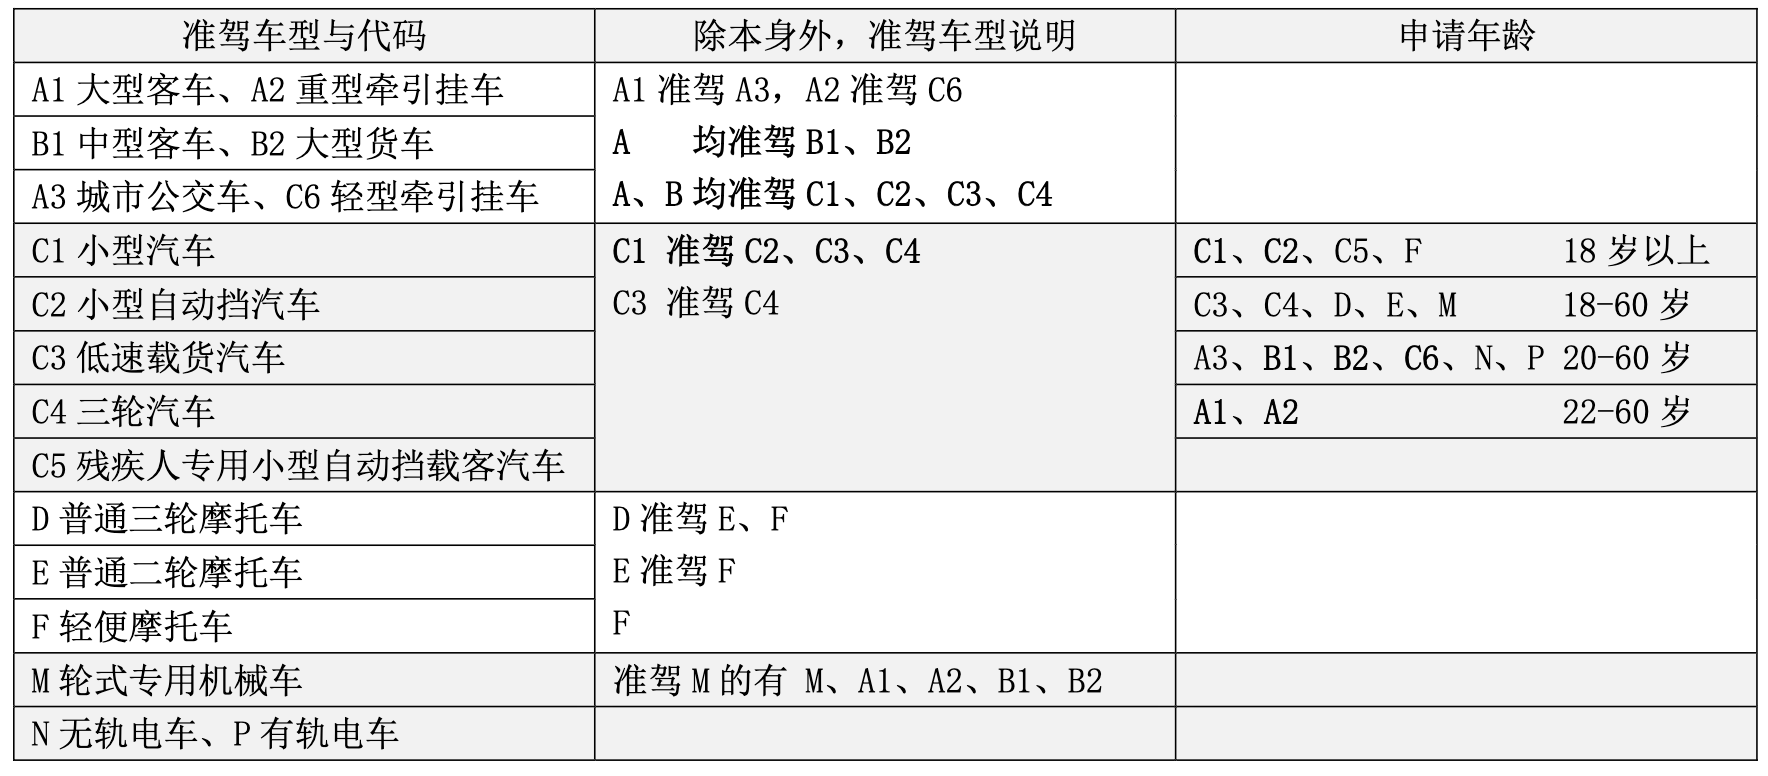 准驾车型与代码 除本身外，准驾车型说明 申请年龄
A1 大型客车、A2 重型牵引挂车 A1 准驾 A3，A2 准驾 C6
B1 中型客车、B2 大型货车 A 均准驾 B1、B2
A3 城市公交车、C6 轻型牵引挂车 A、B 均准驾 C1、C2、C3、C4
C1 小型汽车 C1 准驾 C2、C3、C4 C1、C2、C5、F 18 岁以上
C2 小型自动挡汽车 C3 准驾 C4 C3、C4、D、E、M 18-60 岁
C3 低速载货汽车 A3、B1、B2、C6、N、P 20-60 岁
C4 三轮汽车 A1、A2 22-60 岁
C5 残疾人专用小型自动挡载客汽车
D 普通三轮摩托车 D 准驾 E、F
E 普通二轮摩托车 E 准驾 F
F 轻便摩托车 F
M 轮式专用机械车 准驾 M 的有 M、A1、A2、B1、B2
N 无轨电车、P 有轨电车